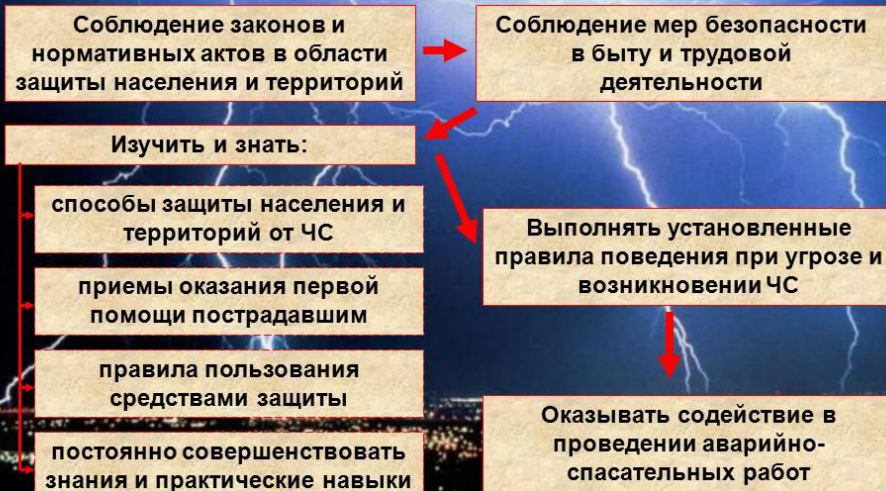 Соблюдение законов и
нормативных актов в области
защиты населения и территорий
Соблюдение мер безопасности
в быту и трудовой
деятельности
Изучить и знать:
способы защиты населения и
территорий от ЧС
приемы оказания первой
помощи пострадавшим
правила пользования
средствами защиты
постоянно совершенствовать
знания и практические навыки
Выполнять установленные
правила поведения при угрозе и
возникновении ЧС
Оказывать содействие в
проведении аварийно-
спасательных работ